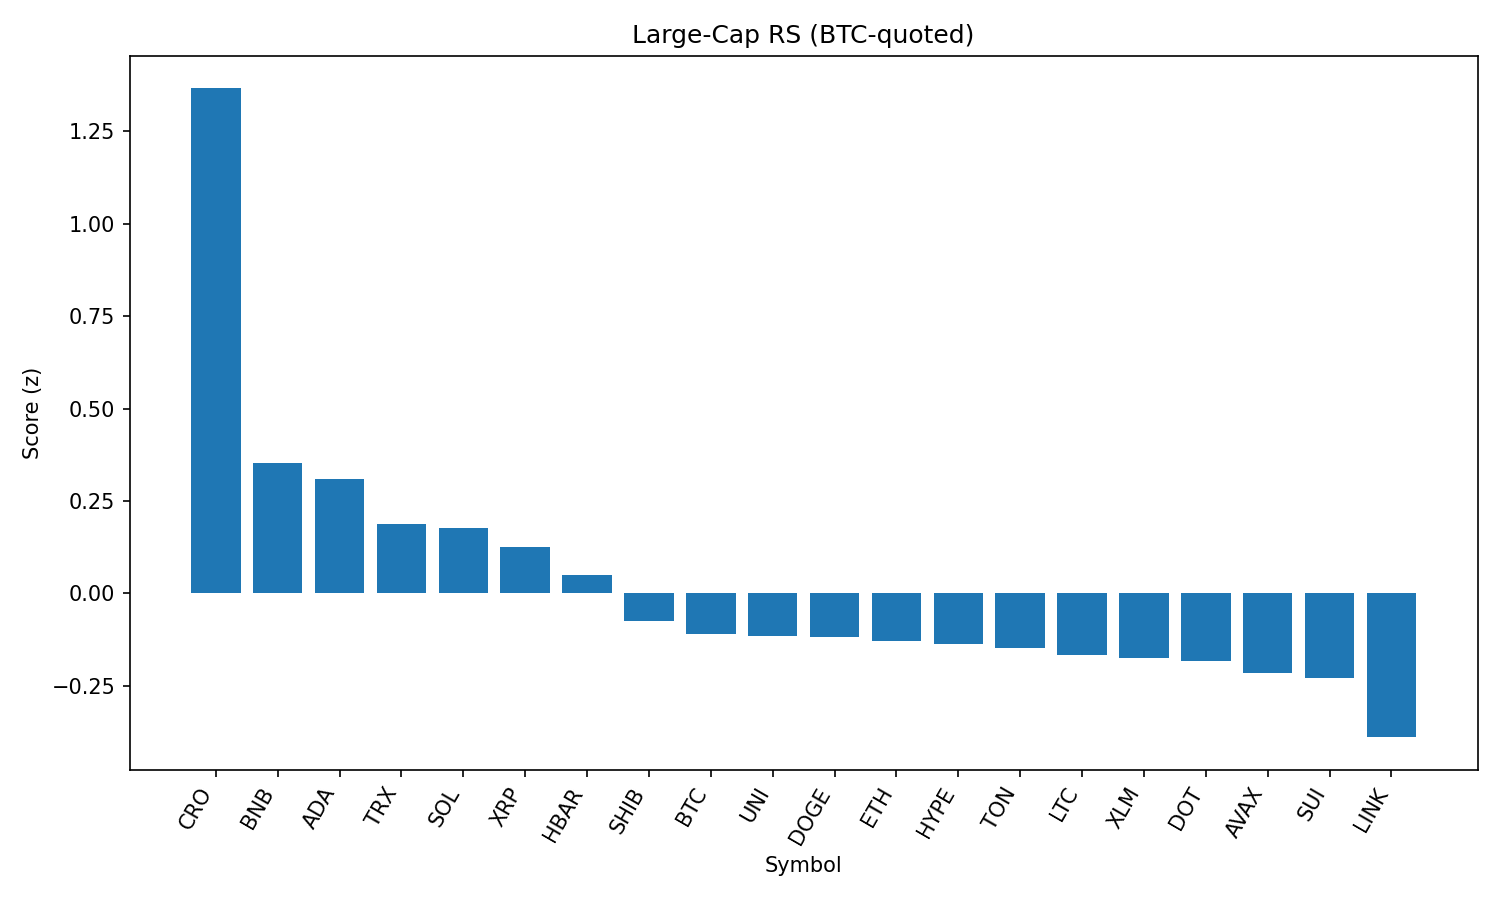 Large-Cap RS (BTC-quoted)
Score (z)
1.25
1.00
0.75
0.50
0.25
0.00
−0.25
CRO
BNB
ADA
TRX
SOL
XRP
HBAR
SHIB
BTC
UNI
DOGE
ETH
HYPE
TON
LTC
XLM
DOT
AVAX
SUI
LINK
Symbol